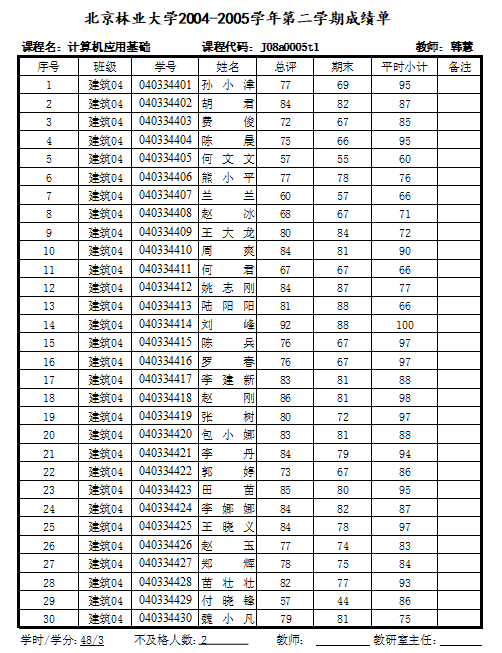 北京林业大学2004-2005学年第二学期成绩单
课程名：计算机应用基础 课程代码：J08a0005t1 教师：韩慧
序号 班级 学号 姓名 总评 期末 平时小计 备注
1 建筑04 040334401 孙小津 77 69 95
2 建筑04 040334402 胡君 84 82 87
3 建筑04 040334403 费俊 72 67 85
4 建筑04 040334404 陈晨 75 66 95
5 建筑04 040334405 何文文 57 55 60
6 建筑04 040334406 熊小平 77 78 76
7 建筑04 040334407 兰兰 60 57 66
8 建筑04 040334408 赵冰 68 67 71
9 建筑04 040334409 王大龙 80 84 72
10 建筑04 040334410 周爽 84 81 90
11 建筑04 040334411 何君 67 67 66
12 建筑04 040334412 姚志刚 84 87 77
13 建筑04 040334413 陆阳阳 81 88 66
14 建筑04 040334414 刘峰 92 88 100
15 建筑04 040334415 陈兵 76 67 97
16 建筑04 040334416 罗春 76 67 97
17 建筑04 040334417 李建新 83 81 88
18 建筑04 040334418 赵刚 86 81 98
19 建筑04 040334419 张树 80 72 97
20 建筑04 040334420 包小娜 83 81 88
21 建筑04 040334421 李丹 84 79 94
22 建筑04 040334422 郭婷 73 67 86
23 建筑04 040334423 田苗 85 80 95
24 建筑04 040334424 李娜娜 84 82 87
25 建筑04 040334425 王晓义 84 78 97
26 建筑04 040334426 赵玉 77 74 83
27 建筑04 040334427 郑辉 78 75 84
28 建筑04 040334428 苗壮壮 82 77 93
29 建筑04 040334429 付晓锋 57 44 86
30 建筑04 040334430 魏小凡 79 81 75
学时/学分：48/3 不及格人数：2 教师： 教研室主任：